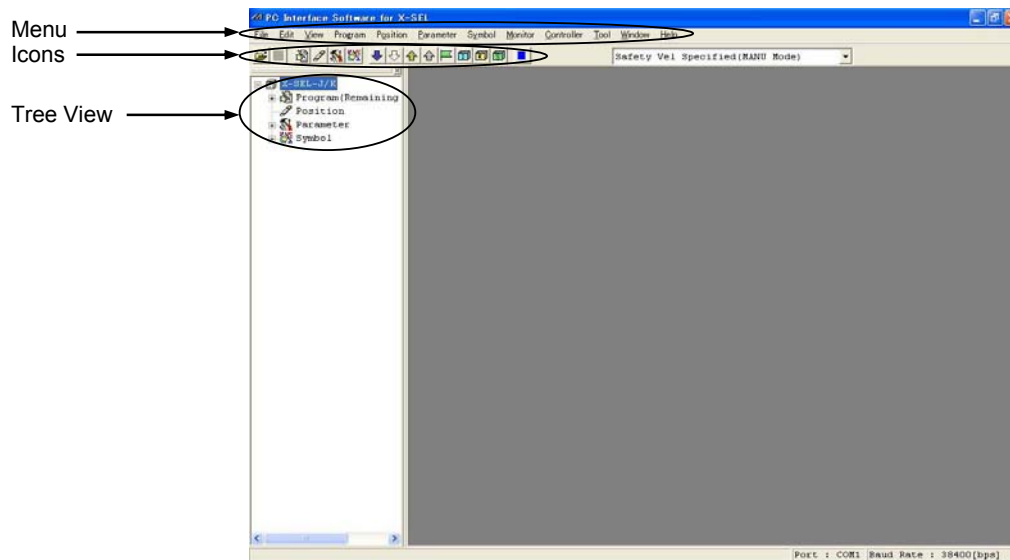 PC Interface Software for X-SEL
Menu
File Edit View Program Position Parameter Symbol Monitor Controller Tool Window Help
Icons
Safety Vel Specified(MANU Mode)
X-SEL-J/K
Program(Remaining
Tree View
Position
Parameter
Symbol
Port : COM1 Baud Rate : 38400[bps]